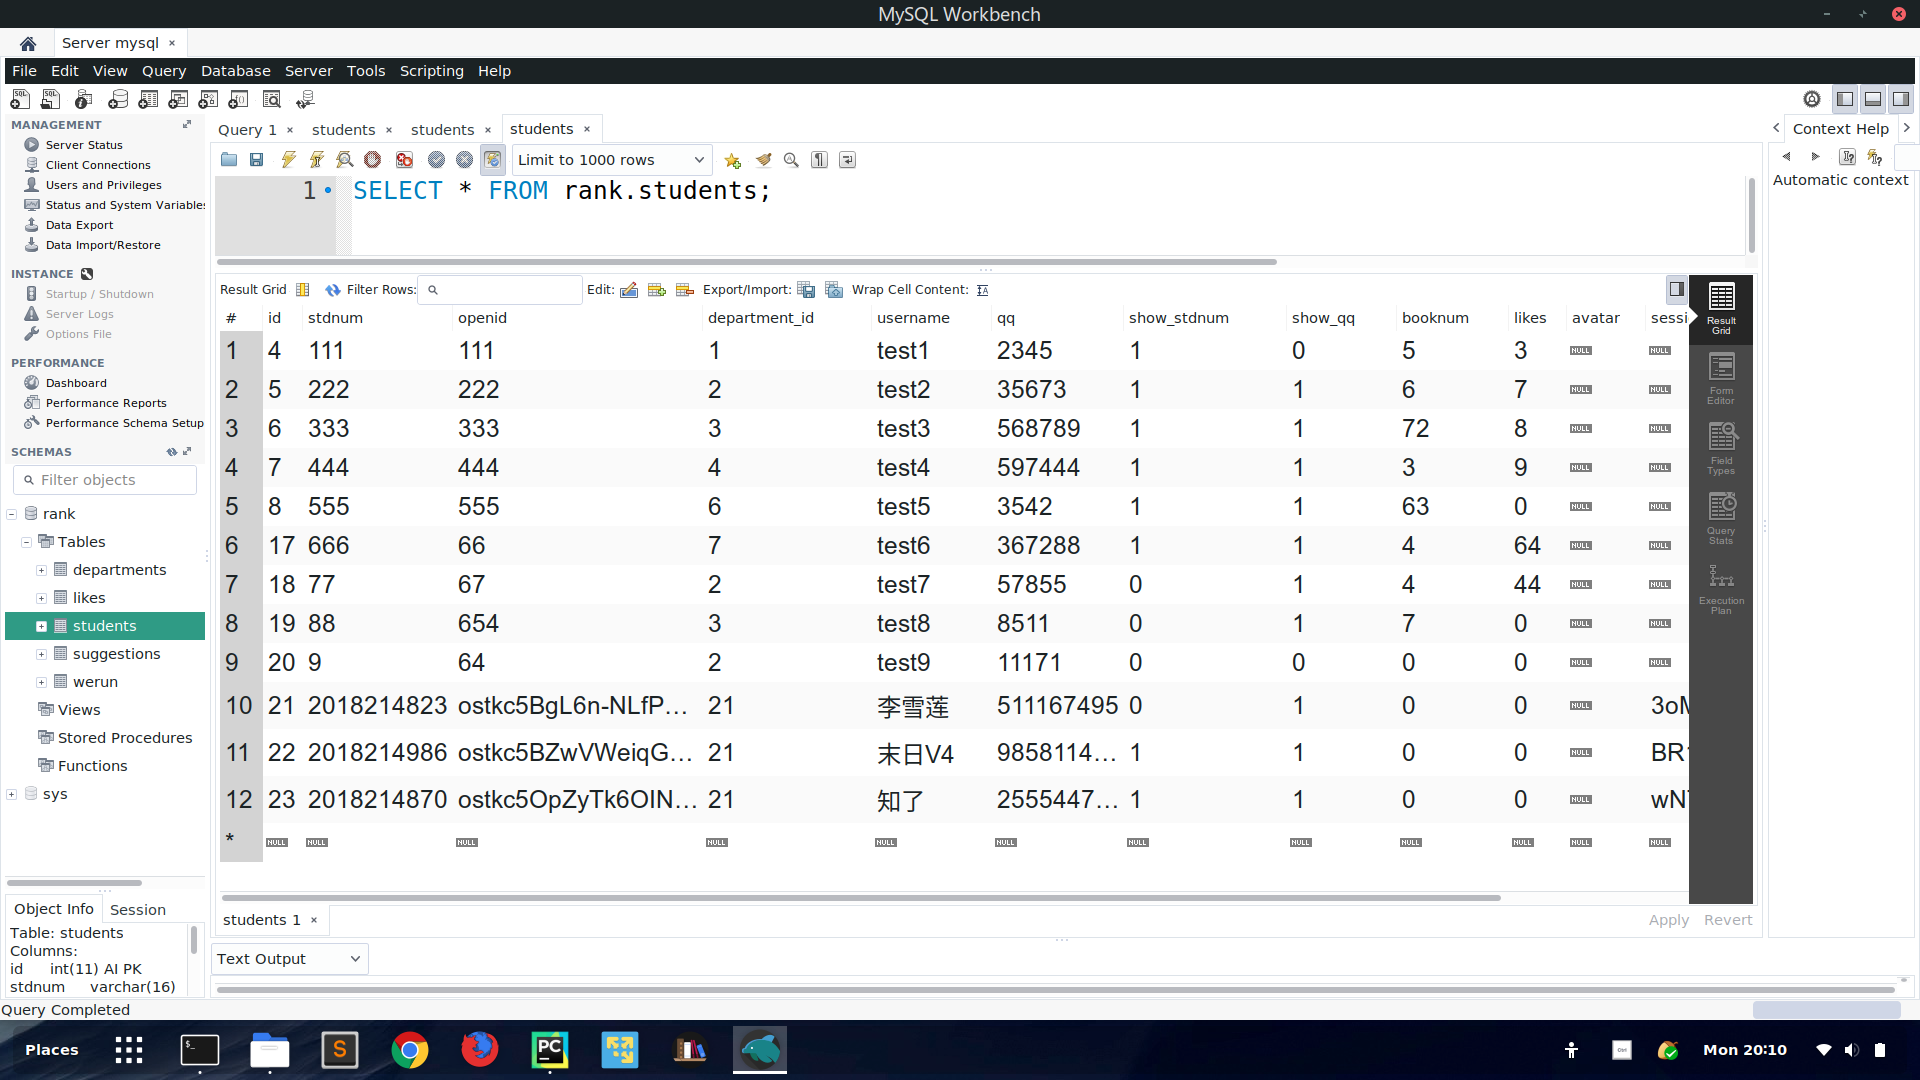 MySQL Workbench
Server mysql ×
File Edit View Query Database Server Tools Scripting Help
MANAGEMENT
Server Status
Client Connections
Users and Privileges
Status and System Variables
Data Export
Data Import/Restore
INSTANCE
Startup / Shutdown
Server Logs
Options File
PERFORMANCE
Dashboard
Performance Reports
Performance Schema Setup
SCHEMAS
Filter objects
rank
Tables
departments
likes
students
suggestions
werun
Views
Stored Procedures
Functions
sys
Object Info Session
Table: students
Columns:
id int(11) AI PK
stdnum varchar(16)
Query 1 × students × students × students ×
Limit to 1000 rows
1 SELECT * FROM rank.students;
Result Grid Filter Rows: Edit: Export/Import: Wrap Cell Content:
# id stdnum openid department_id username qq show_stdnum show_qq booknum likes avatar sessi
1 4 111 111 1 test1 2345 1 0 5 3 NULL NULL
2 5 222 222 2 test2 35673 1 1 6 7 NULL NULL
3 6 333 333 3 test3 568789 1 1 72 8 NULL NULL
4 7 444 444 4 test4 597444 1 1 3 9 NULL NULL
5 8 555 555 6 test5 3542 1 1 63 0 NULL NULL
6 17 666 66 7 test6 367288 1 1 4 64 NULL NULL
7 18 77 67 2 test7 57855 0 1 4 44 NULL NULL
8 19 88 654 3 test8 8511 0 1 7 0 NULL NULL
9 20 9 64 2 test9 11171 0 0 0 0 NULL NULL
10 21 2018214823 ostkc5BgL6n-NLfP... 21 李雪莲 511167495 0 1 0 0 NULL 3oM
11 22 2018214986 ostkc5BZwVWeiqG... 21 末日V4 9858114... 1 1 0 0 NULL BR
12 23 2018214870 ostkc5OpZyTk6OIN... 21 知了 2555447... 1 1 0 0 NULL wN
* NULL NULL NULL NULL NULL NULL NULL NULL NULL NULL NULL NULL
Result Grid
Form Editor
Field Types
Query Stats
Execution Plan
students 1 ×
Apply Revert
Text Output
Context Help
Automatic context
Query Completed
Places
S
PC
Mon 20:10